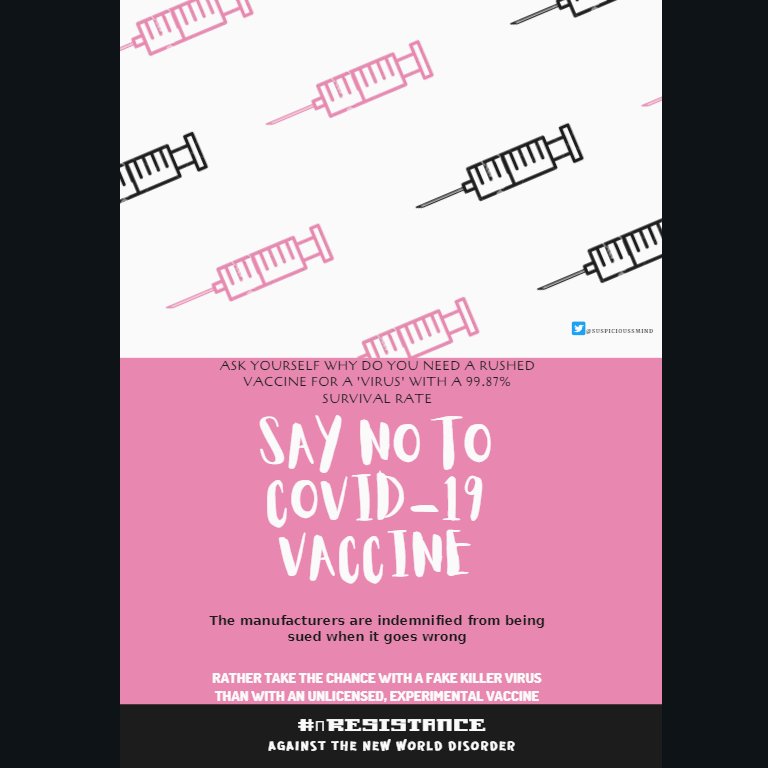 @SUSPICIOUSSMIND
ASK YOURSELF WHY DO YOU NEED A RUSHED
VACCINE FOR A 'VIRUS' WITH A 99.87%
SURVIVAL RATE
SAY NO TO
COVID-19
VACCINE
The manufacturers are indemnified from being
sued when it goes wrong
RATHER TAKE THE CHANCE WITH A FAKE KILLER VIRUS
THAN WITH AN UNLICENSED, EXPERIMENTAL VACCINE
#nRESISTANCE
AGAINST THE NEW WORLD DISORDER